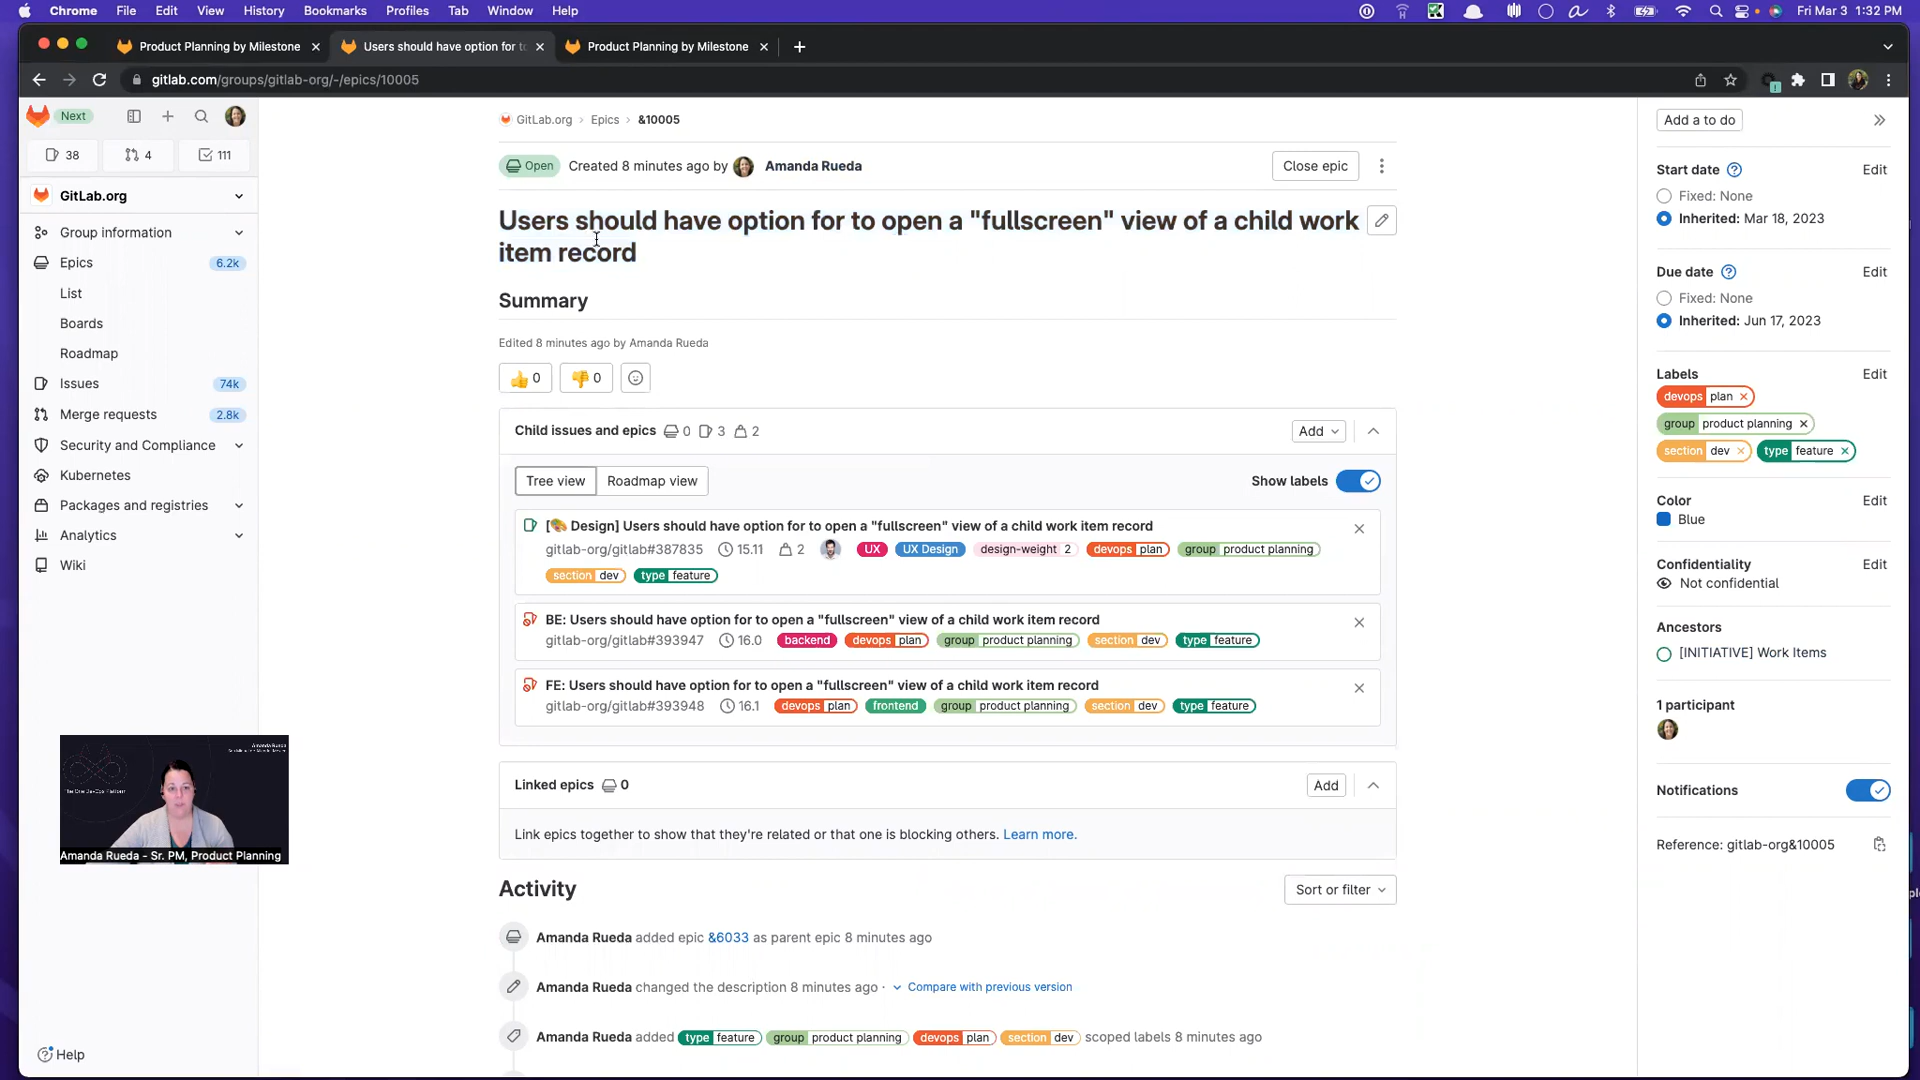 Chrome File Edit View History Bookmarks Profiles Tab Window Help Fri Mar 3 1:32 PM
Product Planning by Milestone Users should have option for to Product Planning by Milestone
gitlab.com/groups/gitlab-org/-/epics/10005
Next
38 4 111
GitLab.org
Group information
Epics 6.2k
List
Boards
Roadmap
Issues 74k
Merge requests 2.8k
Security and Compliance
Kubernetes
Packages and registries
Analytics
Wiki
Amanda Rueda - Sr. PM, Product Planning
Help
GitLab.org › Epics › &10005
Open Created 8 minutes ago by Amanda Rueda Close epic
Users should have option for to open a "fullscreen" view of a child work
item record
Summary
Edited 8 minutes ago by Amanda Rueda
0 0
Child issues and epics 0 3 2 Add
Tree view Roadmap view Show labels
[🎨 Design] Users should have option for to open a "fullscreen" view of a child work item record
gitlab-org/gitlab#387835 15.11 2 UX UX Design design-weight 2 devops plan group product planning
section dev type feature
BE: Users should have option for to open a "fullscreen" view of a child work item record
gitlab-org/gitlab#393947 16.0 backend devops plan group product planning section dev type feature
FE: Users should have option for to open a "fullscreen" view of a child work item record
gitlab-org/gitlab#393948 16.1 devops plan frontend group product planning section dev type feature
Linked epics 0 Add
Link epics together to show that they're related or that one is blocking others. Learn more.
Activity Sort or filter
Amanda Rueda added epic &6033 as parent epic 8 minutes ago
Amanda Rueda changed the description 8 minutes ago · Compare with previous version
Amanda Rueda added type feature group product planning devops plan section dev scoped labels 8 minutes ago
Add a to do
Start date Edit
Fixed: None
Inherited: Mar 18, 2023
Due date Edit
Fixed: None
Inherited: Jun 17, 2023
Labels Edit
devops plan
group product planning
section dev type feature
Color Edit
Blue
Confidentiality Edit
Not confidential
Ancestors
[INITIATIVE] Work Items
1 participant
Notifications
Reference: gitlab-org&10005